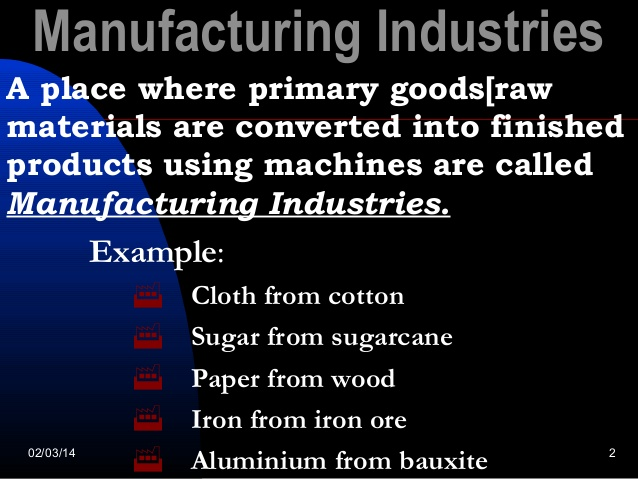 Manufacturing Industries
A place where primary goods[raw
materials are converted into finished
products using machines are called
Manufacturing Industries.
Example:
Cloth from cotton
Sugar from sugarcane
Paper from wood
Iron from iron ore
Aluminium from bauxite
02/03/14
2